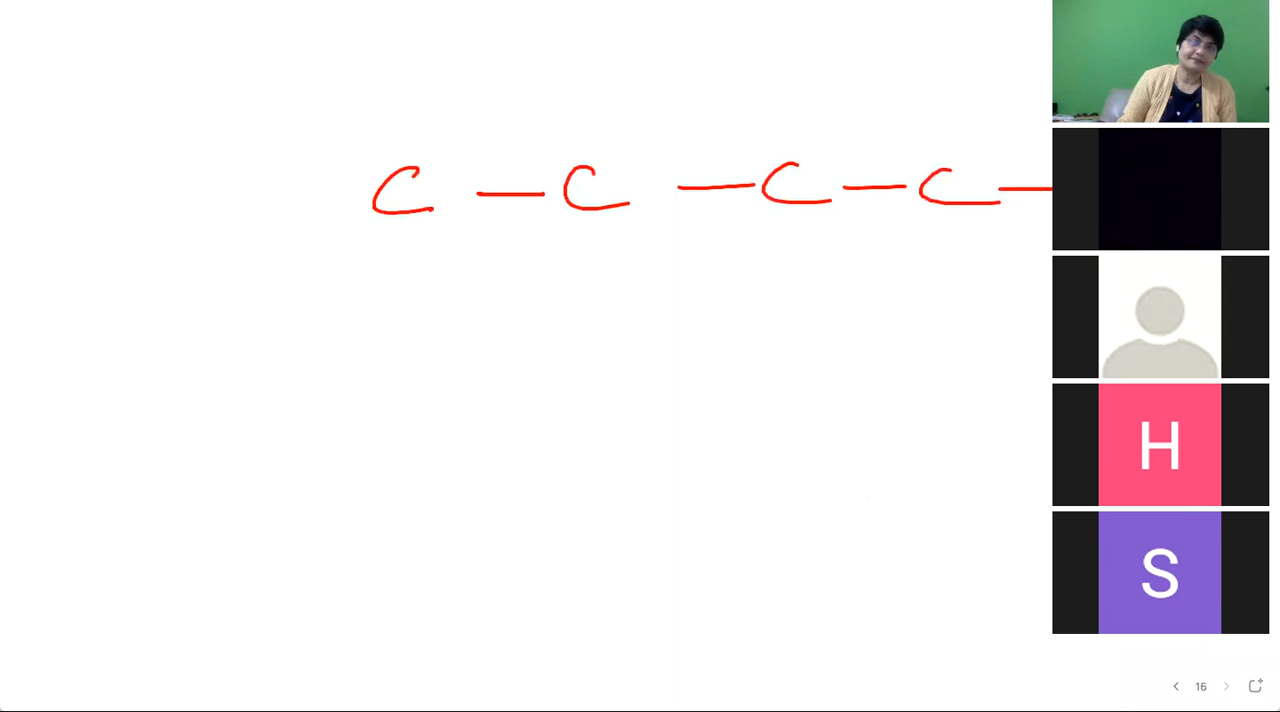 C — C — C — C —
H
S
16